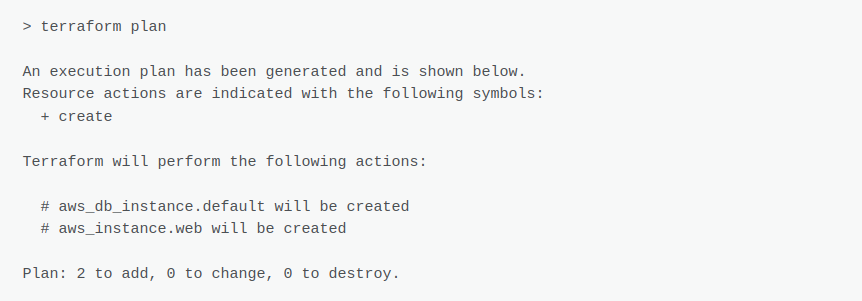 > terraform plan

An execution plan has been generated and is shown below.
Resource actions are indicated with the following symbols:
  + create

Terraform will perform the following actions:

  # aws_db_instance.default will be created
  # aws_instance.web will be created

Plan: 2 to add, 0 to change, 0 to destroy.